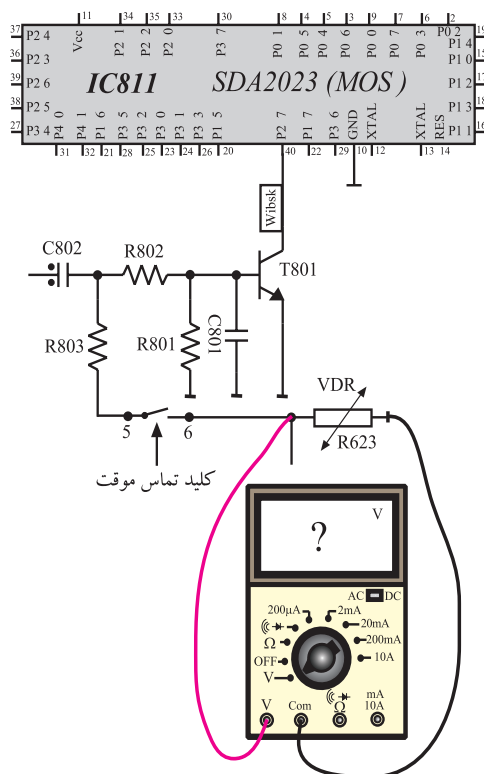 11 34 35 33 30 8 4 5 3 9 7 6 2
37 P2 4 Vcc P2 1 P2 2 P2 0 P3 7 P0 1 P0 5 P0 4 P0 6 P0 0 P0 7 P0 3 P0 2 19
P1 4
36 P2 3 P1 0 15
39 P2 6 IC811 SDA2023 (MOS) P1 2 17
38 P2 5 P1 3 18
27 P3 4 P4 0 P4 1 P1 6 P3 5 P3 2 P3 0 P3 1 P3 3 P1 5 P2 7 P1 7 P3 6 GND XTAL XTAL RES P1 1 16
31 32 21 28 25 23 24 26 20 40 22 29 10 12 13 14
Wibsk
C802
R802
T801
R803
R801
C801
VDR
5 6
R623
کلید تماس موقت
V
?
AC DC
200µA 2mA
20mA
Ω 200mA
OFF 10A
V
V Com Ω mA
10A